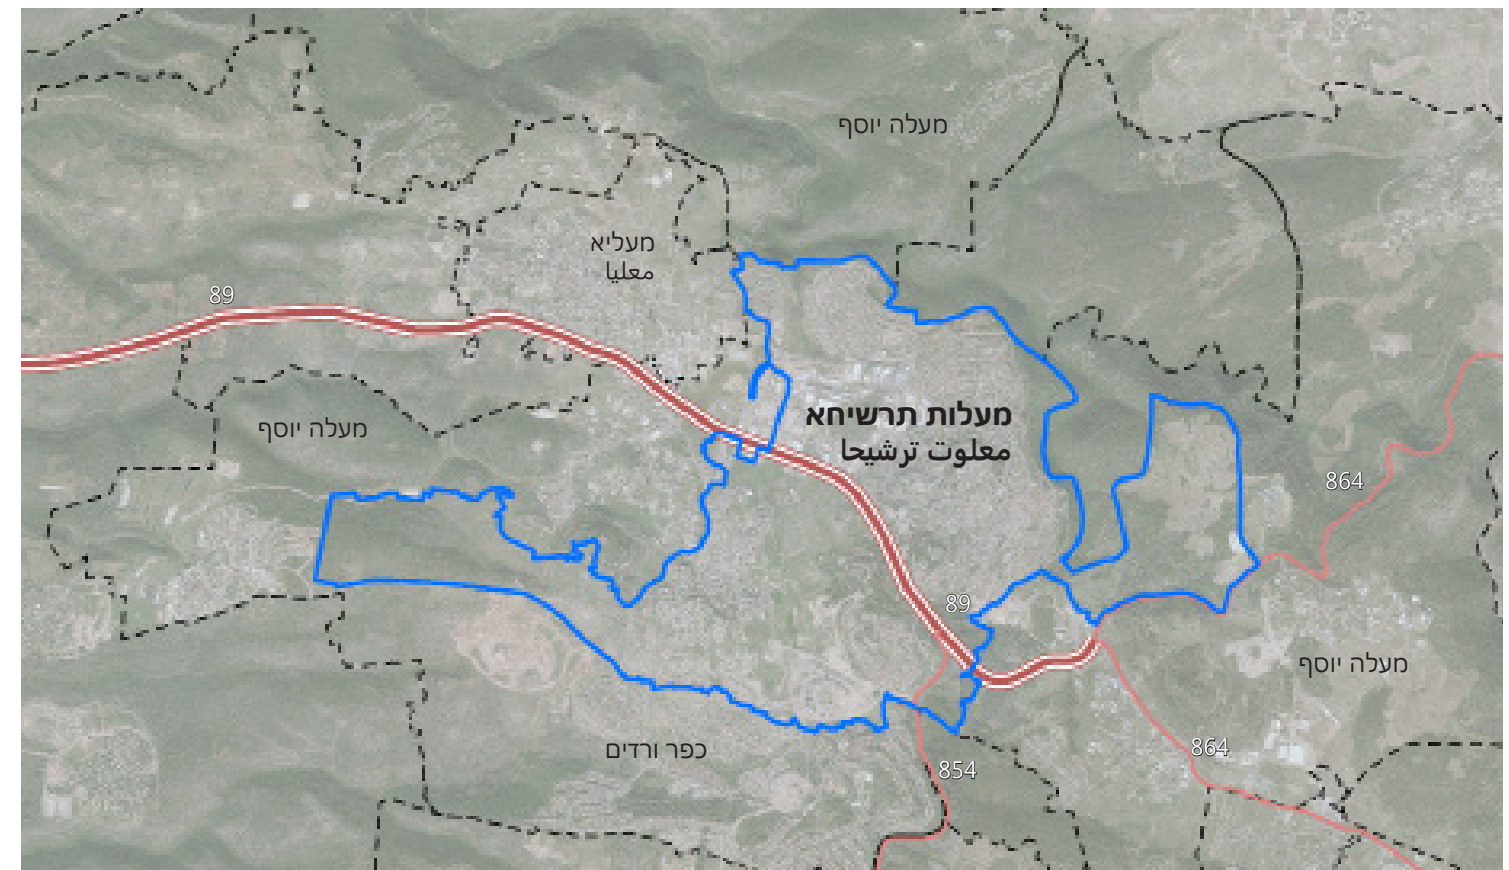 מעלה יוסף
מעליא
معليا
89
מעלה יוסף
מעלות תרשיחא
معلوت ترشيحا
864
89
מעלה יוסף
כפר ורדים
864
854